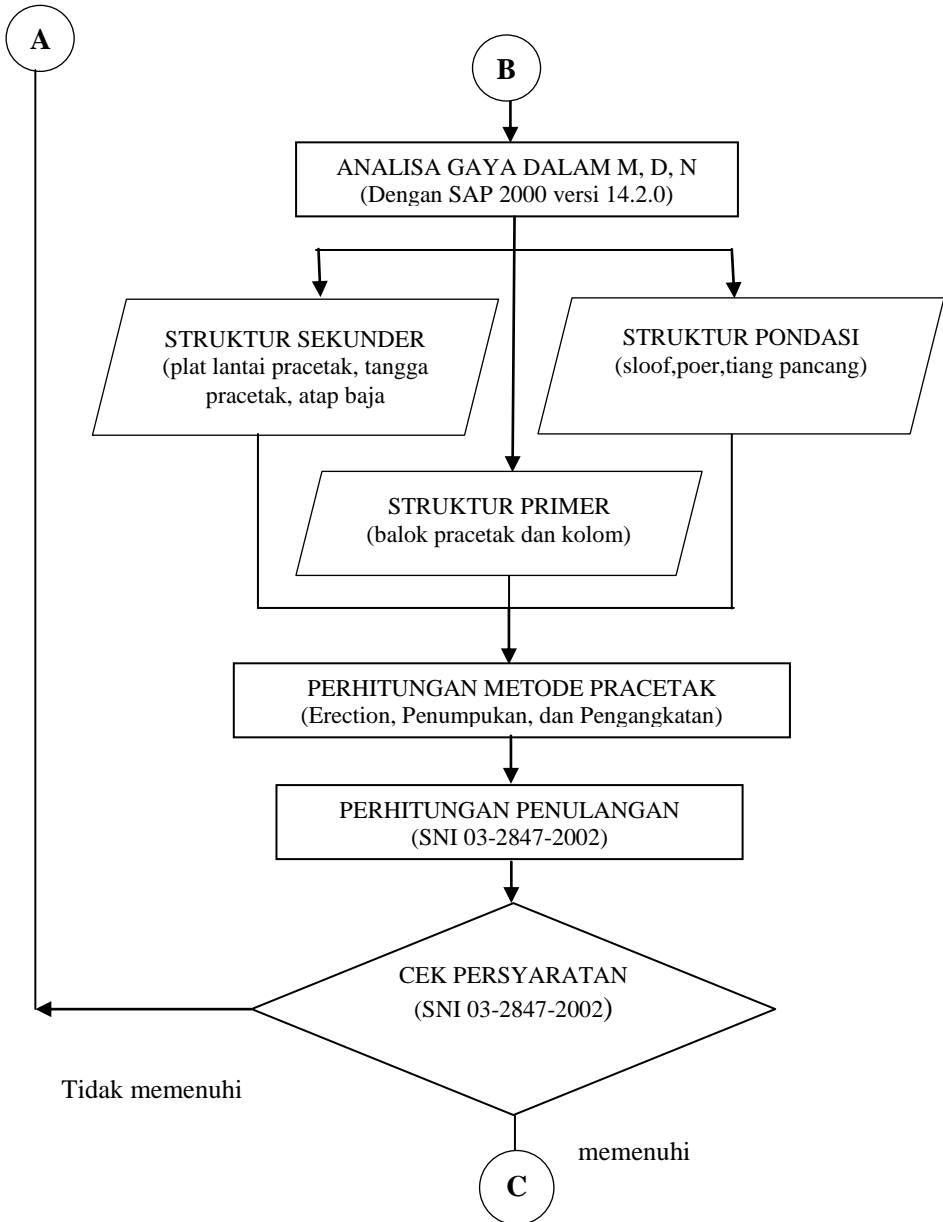 A
B
ANALISA GAYA DALAM M, D, N
(Dengan SAP 2000 versi 14.2.0)
STRUKTUR SEKUNDER
(plat lantai pracetak, tangga
pracetak, atap baja
STRUKTUR PONDASI
(sloof,poer,tiang pancang)
STRUKTUR PRIMER
(balok pracetak dan kolom)
PERHITUNGAN METODE PRACETAK
(Erection, Penumpukan, dan Pengangkatan)
PERHITUNGAN PENULANGAN
(SNI 03-2847-2002)
CEK PERSYARATAN
(SNI 03-2847-2002)
Tidak memenuhi
memenuhi
C